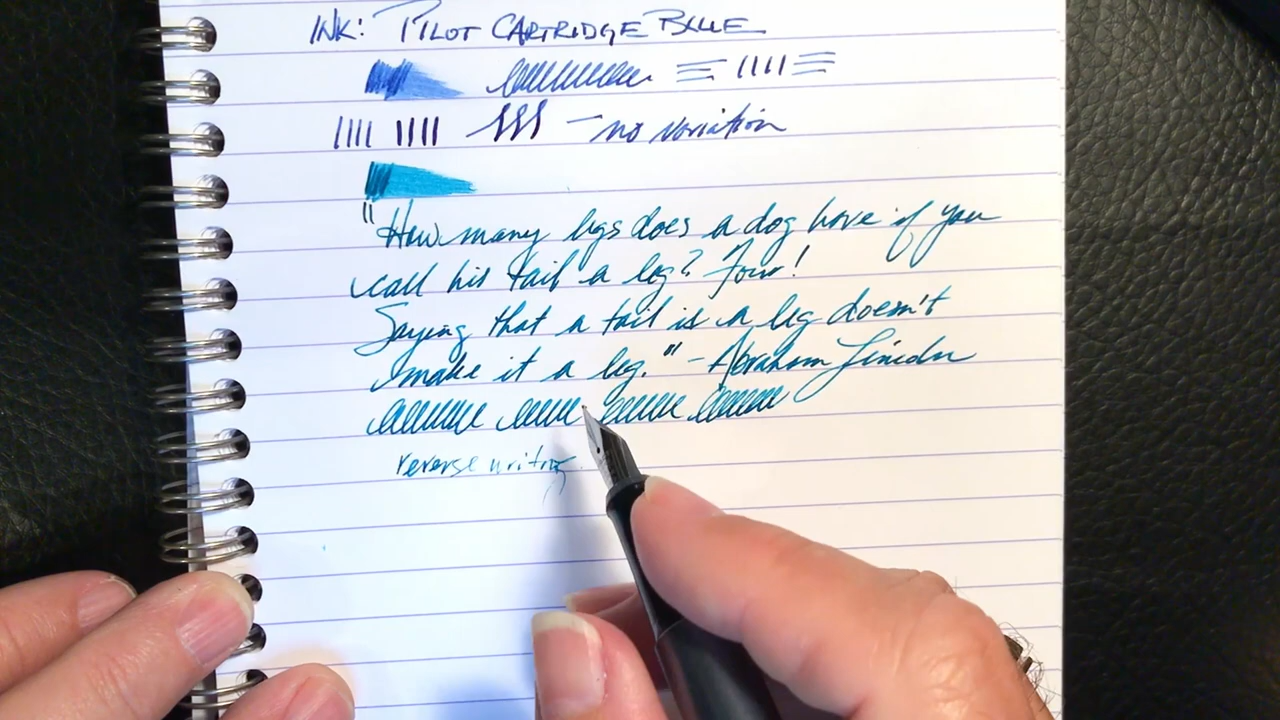 INK: PILOT CARTRIDGE BLUE
- no variation
"How many legs does a dog have if you
call his tail a leg? Four!
Saying that a tail is a leg doesn't
make it a leg." - Abraham Lincoln
reverse writing